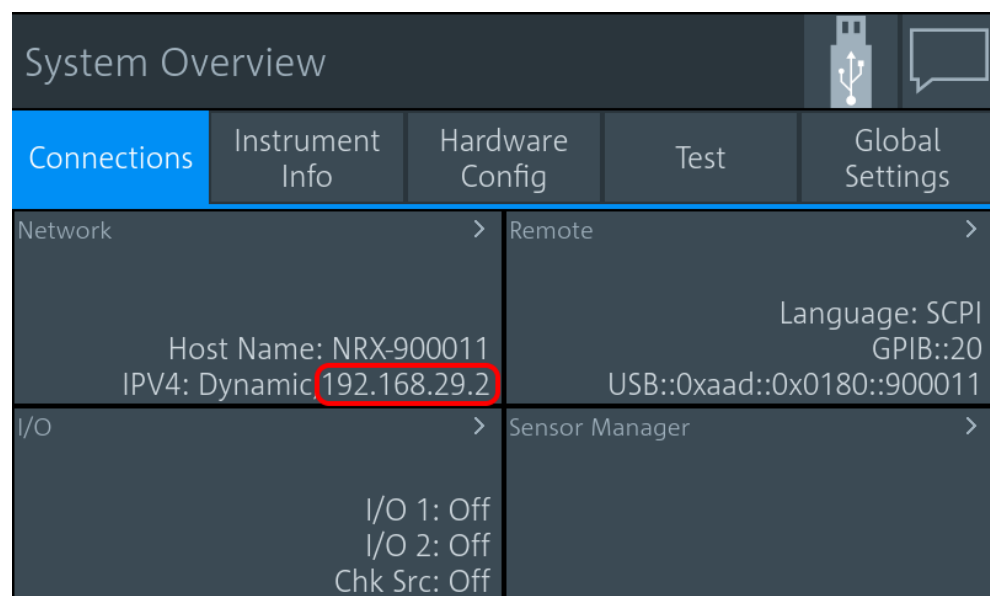 System Overview
Connections
Instrument
Info
Hardware
Config
Test
Global
Settings
Network >
Host Name: NRX-900011
IPV4: Dynamic, 192.168.29.2
Remote >
Language: SCPI
GPIB::20
USB::0xaad::0x0180::900011
I/O >
I/O 1: Off
I/O 2: Off
Chk Src: Off
Sensor Manager >